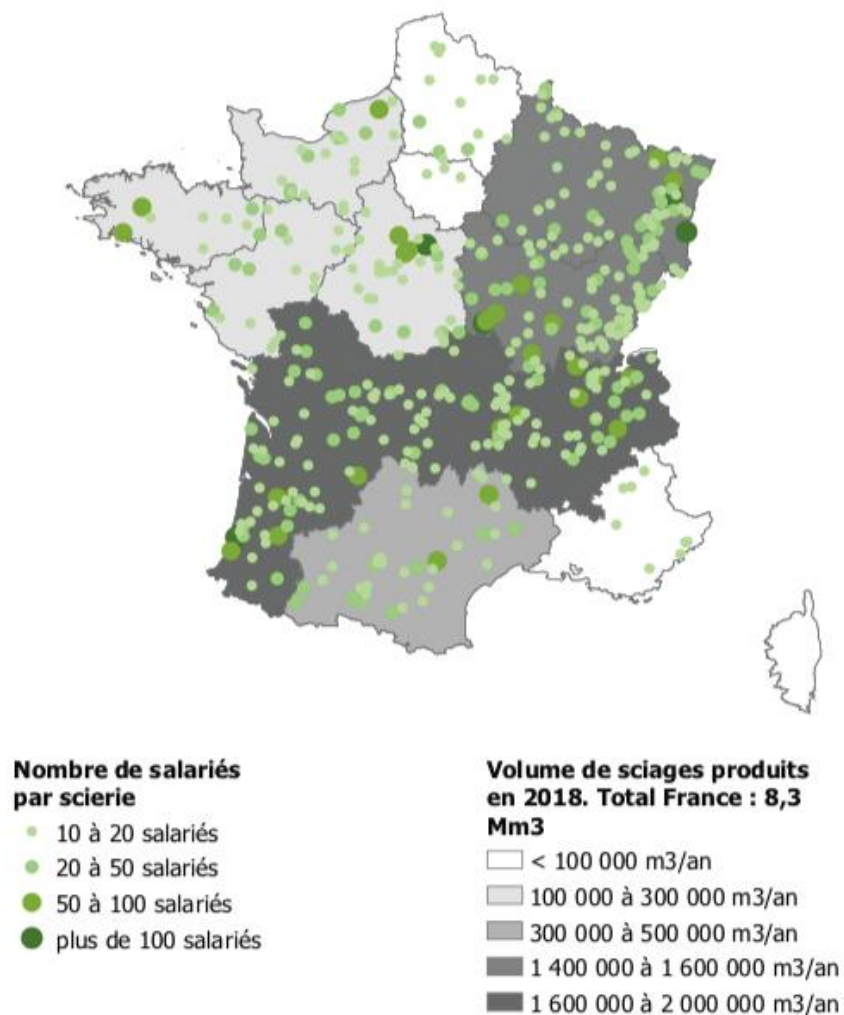 Nombre de salariés
par scierie
10 à 20 salariés
20 à 50 salariés
50 à 100 salariés
plus de 100 salariés
Volume de sciages produits
en 2018. Total France : 8,3
Mm3
< 100 000 m3/an
100 000 à 300 000 m3/an
300 000 à 500 000 m3/an
1 400 000 à 1 600 000 m3/an
1 600 000 à 2 000 000 m3/an